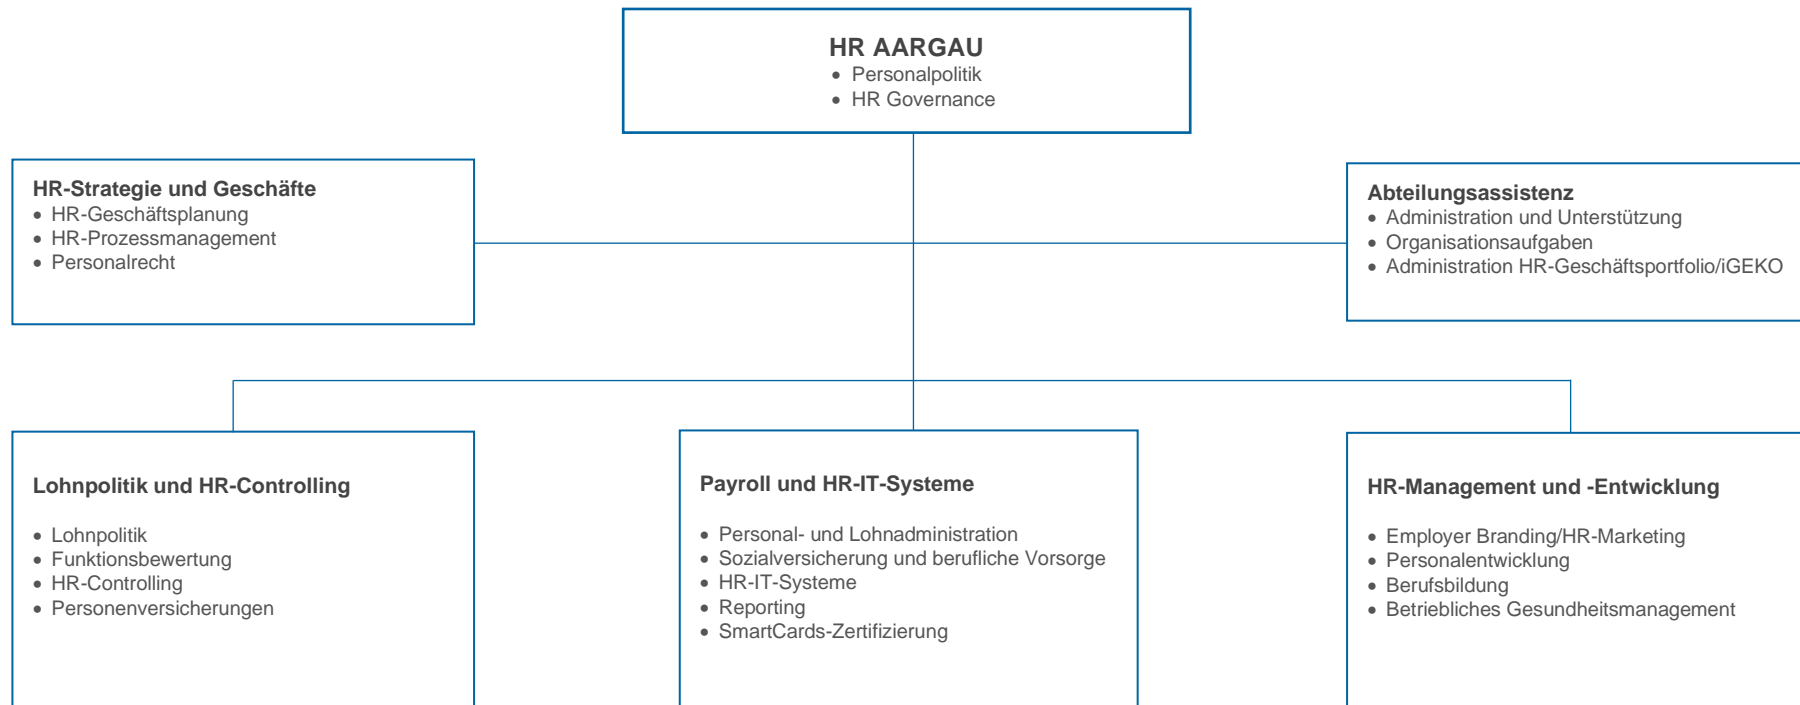 HR AARGAU
• Personalpolitik
• HR Governance
HR-Strategie und Geschäfte
• HR-Geschäftsplanung
• HR-Prozessmanagement
• Personalrecht
Abteilungsassistenz
• Administration und Unterstützung
• Organisationsaufgaben
• Administration HR-Geschäftsportfolio/iGEKO
Lohnpolitik und HR-Controlling
• Lohnpolitik
• Funktionsbewertung
• HR-Controlling
• Personenversicherungen
Payroll und HR-IT-Systeme
• Personal- und Lohnadministration
• Sozialversicherung und berufliche Vorsorge
• HR-IT-Systeme
• Reporting
• SmartCards-Zertifizierung
HR-Management und -Entwicklung
• Employer Branding/HR-Marketing
• Personalentwicklung
• Berufsbildung
• Betriebliches Gesundheitsmanagement